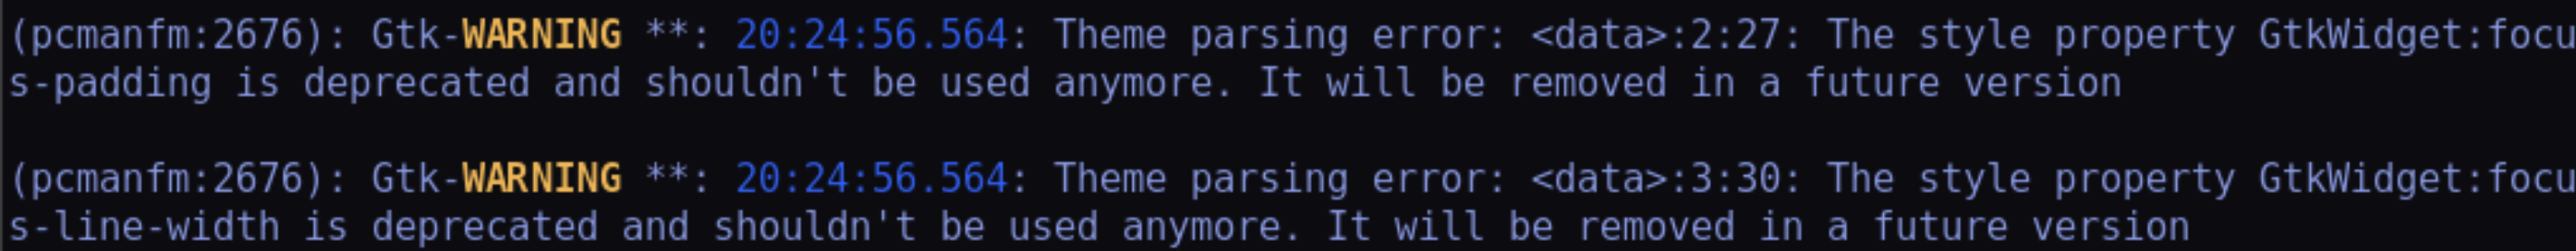 (pcmanfm:2676): Gtk-WARNING **: 20:24:56.564: Theme parsing error: <data>:2:27: The style property GtkWidget:focu
s-padding is deprecated and shouldn't be used anymore. It will be removed in a future version
(pcmanfm:2676): Gtk-WARNING **: 20:24:56.564: Theme parsing error: <data>:3:30: The style property GtkWidget:focu
s-line-width is deprecated and shouldn't be used anymore. It will be removed in a future version